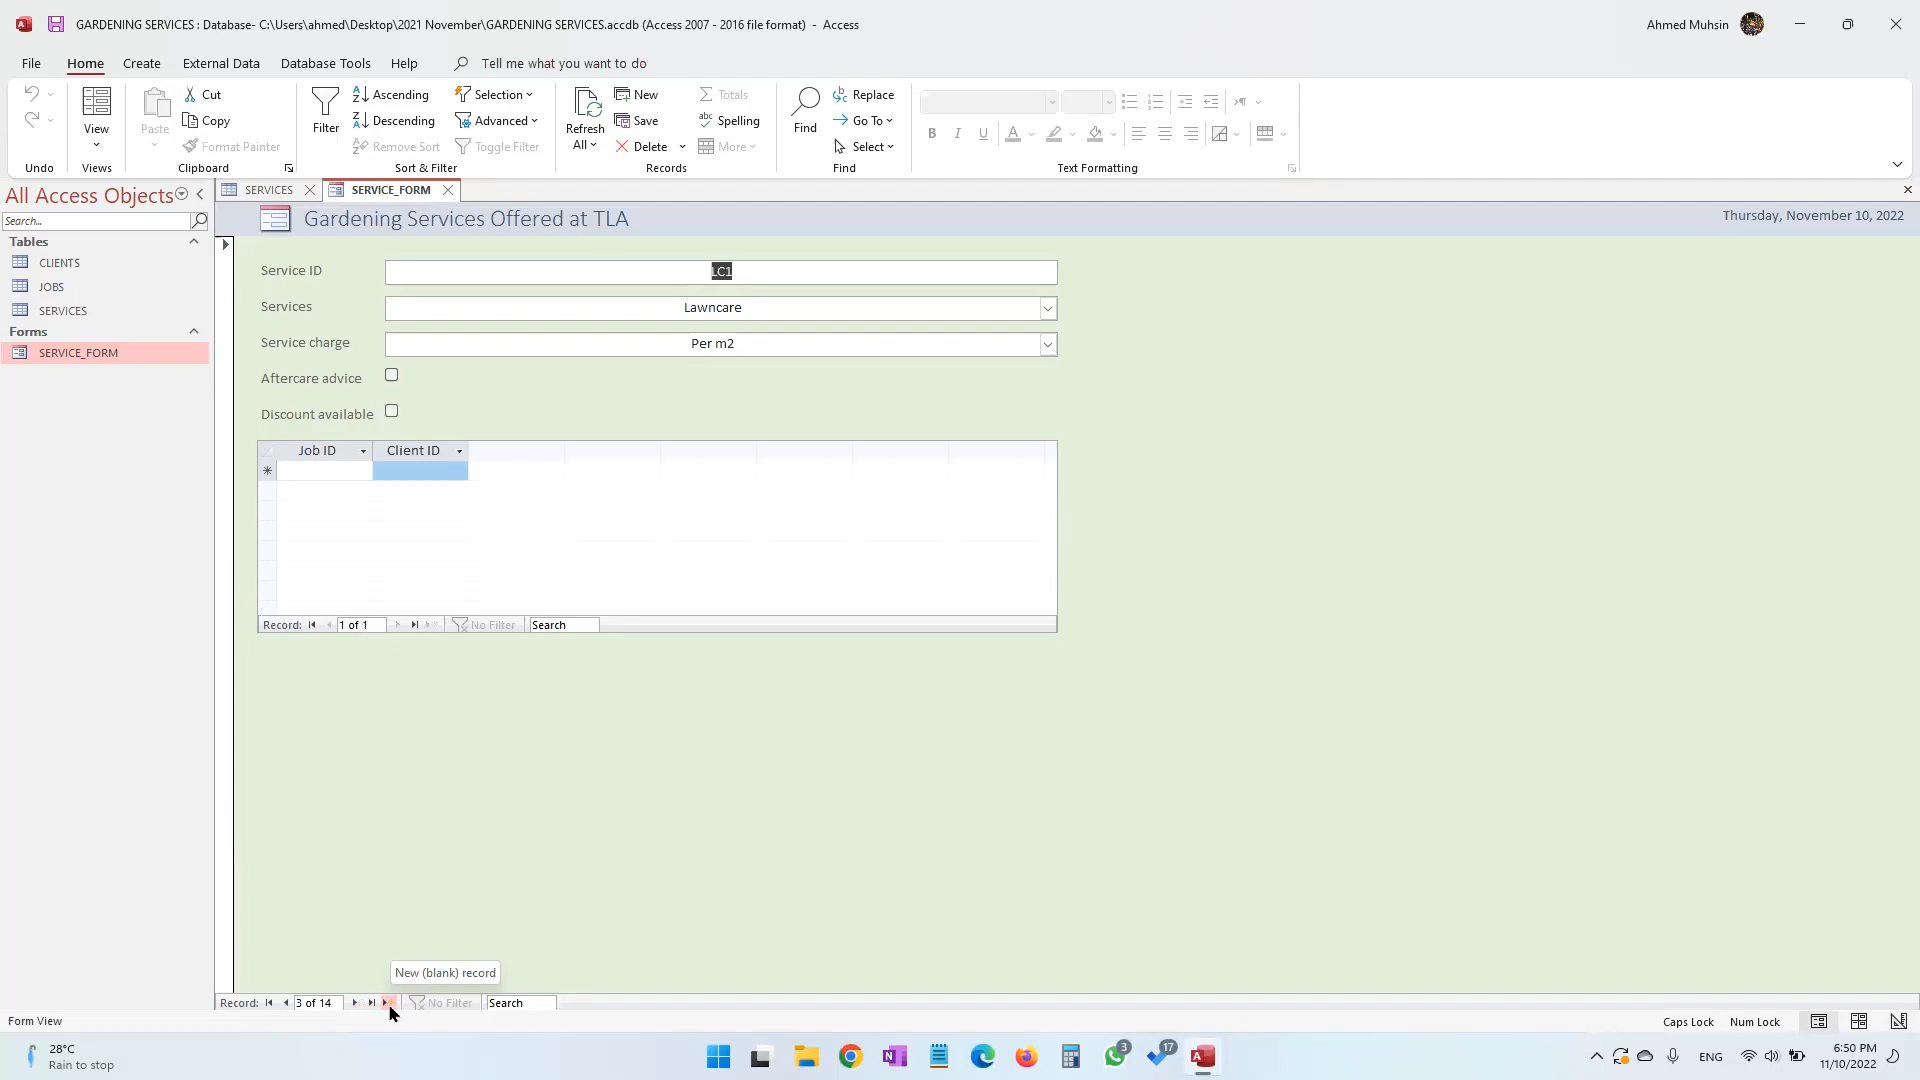 GARDENING SERVICES : Database- C:\Users\ahmed\Desktop\2021 November\GARDENING SERVICES.accdb (Access 2007 - 2016 file format) - Access
Ahmed Muhsin
File Home Create External Data Database Tools Help Tell me what you want to do
Cut
Copy
Format Painter
Paste
View
Filter
Ascending
Descending
Remove Sort
Selection
Advanced
Toggle Filter
Refresh
All
New
Save
Delete
Totals
Spelling
More
Find
Replace
Go To
Select
Undo Views Clipboard Sort & Filter Records Find Text Formatting
All Access Objects
Search...
Tables
CLIENTS
JOBS
SERVICES
Forms
SERVICE_FORM
SERVICES SERVICE_FORM
Gardening Services Offered at TLA
Thursday, November 10, 2022
Service ID LC1
Services Lawncare
Service charge Per m2
Aftercare advice
Discount available
Job ID Client ID
Record: 1 of 1 No Filter Search
New (blank) record
Record: 3 of 14 No Filter Search
Form View
Caps Lock Num Lock
28°C
Rain to stop
3
17
ENG
6:50 PM
11/10/2022